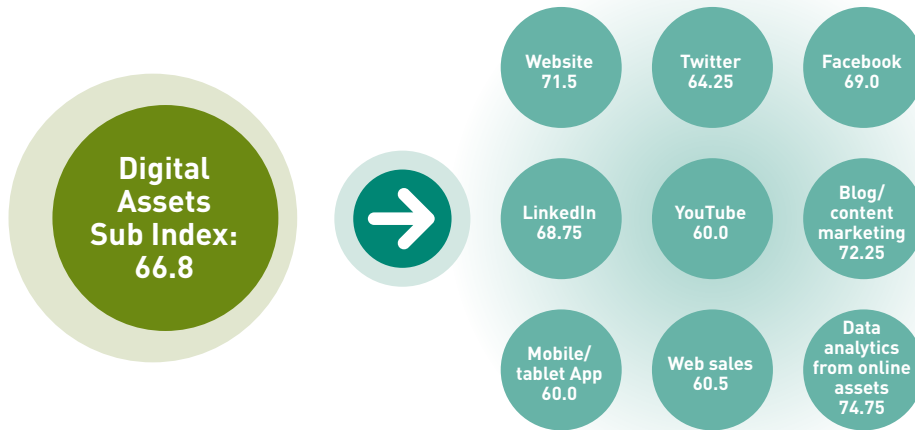 Digital
Assets
Sub Index:
66.8
Website
71.5
Twitter
64.25
Facebook
69.0
LinkedIn
68.75
YouTube
60.0
Blog/
content
marketing
72.25
Mobile/
tablet App
60.0
Web sales
60.5
Data
analytics
from online
assets
74.75